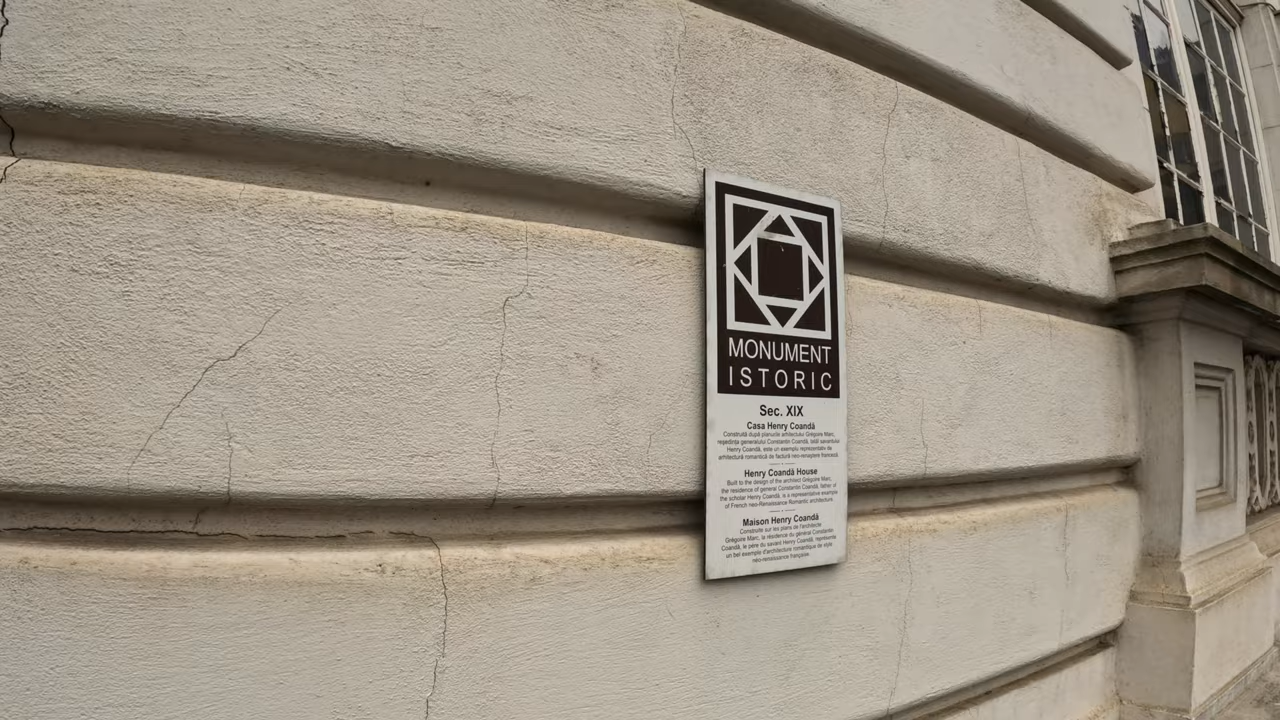 MONUMENT
ISTORIC
Sec. XIX
Casa Henry Coandă
Construită după planurile arhitectului Grégoire Marc,
reședința generalului Constantin Coandă, tatăl savantului
Henry Coandă, este un exemplu reprezentativ de
arhitectură romantică de factură neo-renaștere franceză.
Henry Coandă House
Built to the design of the architect Grégoire Marc,
the residence of general Constantin Coandă, father of
the scholar Henry Coandă, is a representative example
of French neo-Renaissance-Romantic architecture.
Maison Henry Coandă
Construite sur les plans de l'architecte
Grégoire Marc, la résidence du général Constantin
Coandă, le père du savant Henry Coandă, représente
un bel exemple d'architecture romantique de style
néo-renaissance française.